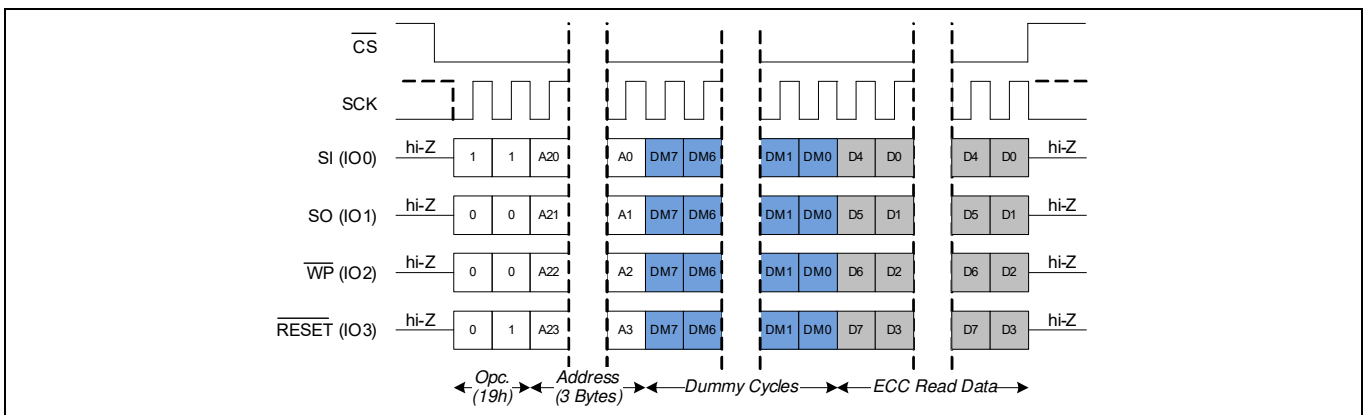 CS
SCK
SI (IO0) hi-Z 1 1 A20 A0 DM7 DM6 DM1 DM0 D4 D0 D4 D0 hi-Z
SO (IO1) hi-Z 0 0 A21 A1 DM7 DM6 DM1 DM0 D5 D1 D5 D1 hi-Z
WP (IO2) hi-Z 0 0 A22 A2 DM7 DM6 DM1 DM0 D6 D2 D6 D2 hi-Z
RESET (IO3) hi-Z 0 1 A23 A3 DM7 DM6 DM1 DM0 D7 D3 D7 D3 hi-Z
Opc. Address Dummy Cycles ECC Read Data
(19h) (3 Bytes)